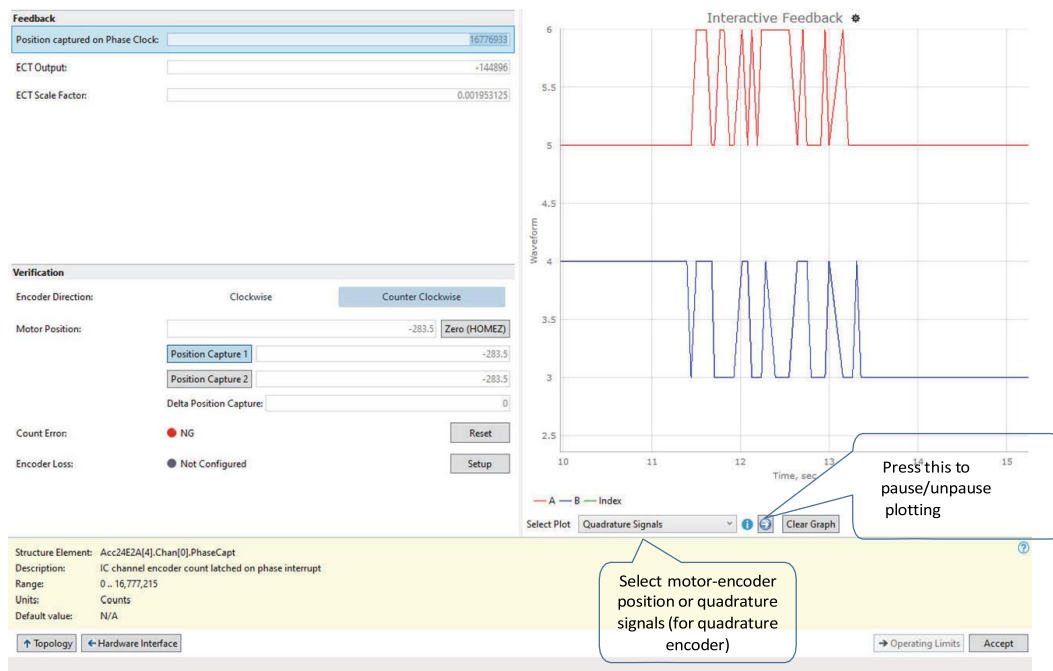 Feedback
Position captured on Phase Clock: 16776933
ECT Output: -144896
ECT Scale Factor: 0.001953125
Verification
Encoder Direction: Clockwise Counter Clockwise
Motor Position: -283.5 Zero (HOMEZ)
Position Capture 1 -283.5
Position Capture 2 -283.5
Delta Position Capture: 0
Count Error: NG Reset
Encoder Loss: Not Configured Setup
Interactive Feedback
6
5.5
5
4.5
4
3.5
3
2.5
Waveform
10 11 12 13 14 15
Time, sec
A B Index
Select Plot Quadrature Signals Clear Graph
Press this to
pause/unpause
plotting
Select motor-encoder
position or quadrature
signals (for quadrature
encoder)
Structure Element: Acc24E2A[4].Chan[0].PhaseCapt
Description: IC channel encoder count latched on phase interrupt
Range: 0 .. 16,777,215
Units: Counts
Default value: N/A
Topology Hardware Interface Operating Limits Accept